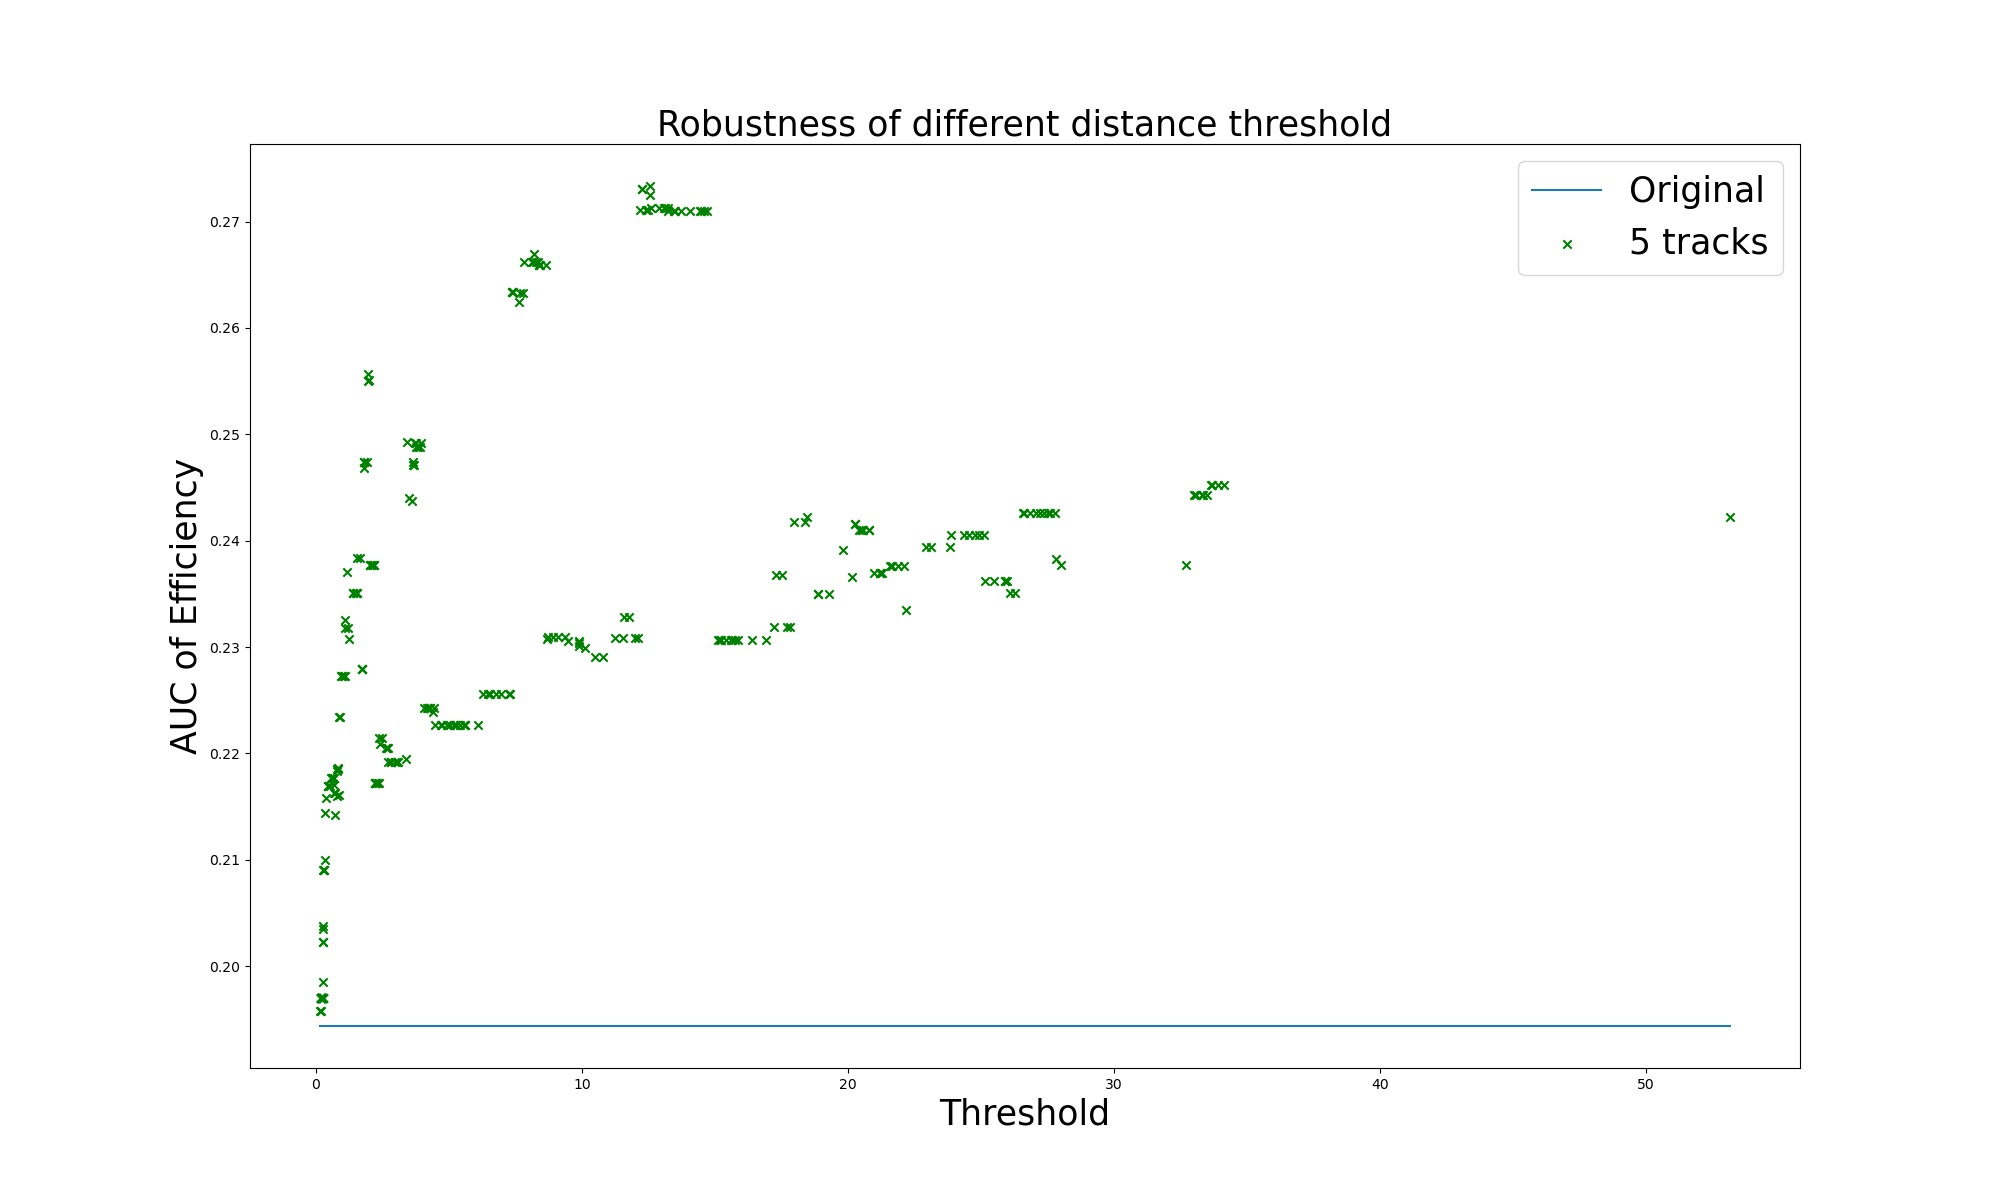 Robustness of different distance threshold
Original
5 tracks
AUC of Efficiency
0.27
0.26
0.25
0.24
0.23
0.22
0.21
0.20
0 10 20 30 40 50
Threshold